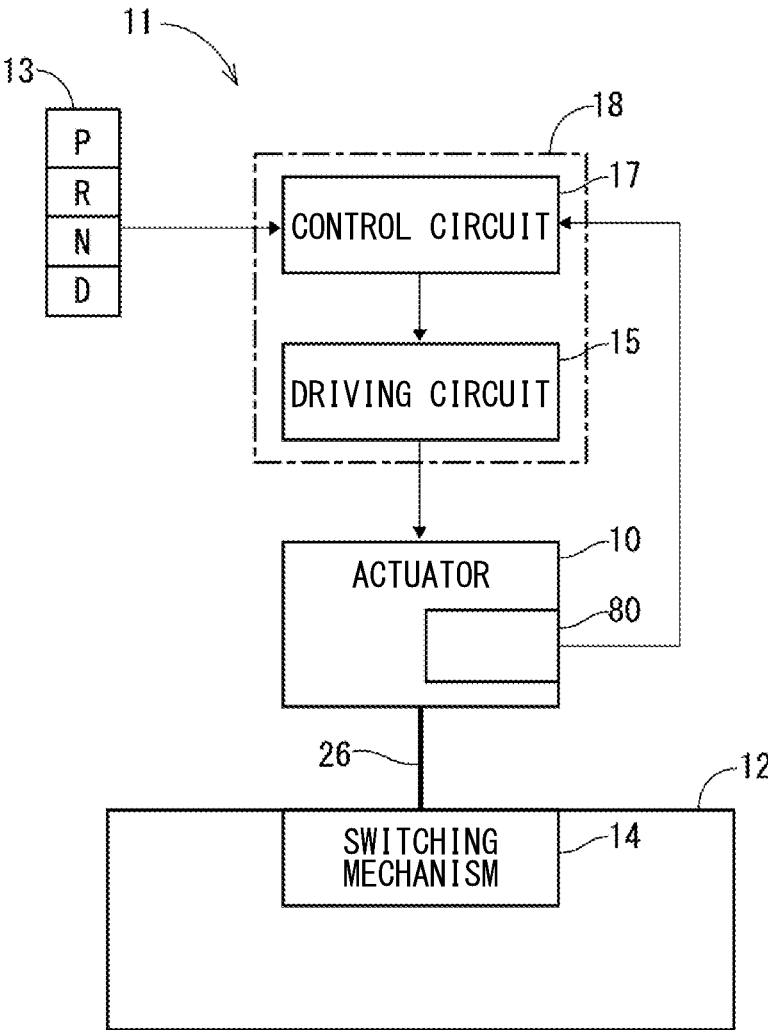 11
13
18
P
R
N
D
17
CONTROL CIRCUIT
15
DRIVING CIRCUIT
10
ACTUATOR
80
26
12
SWITCHING
MECHANISM
14